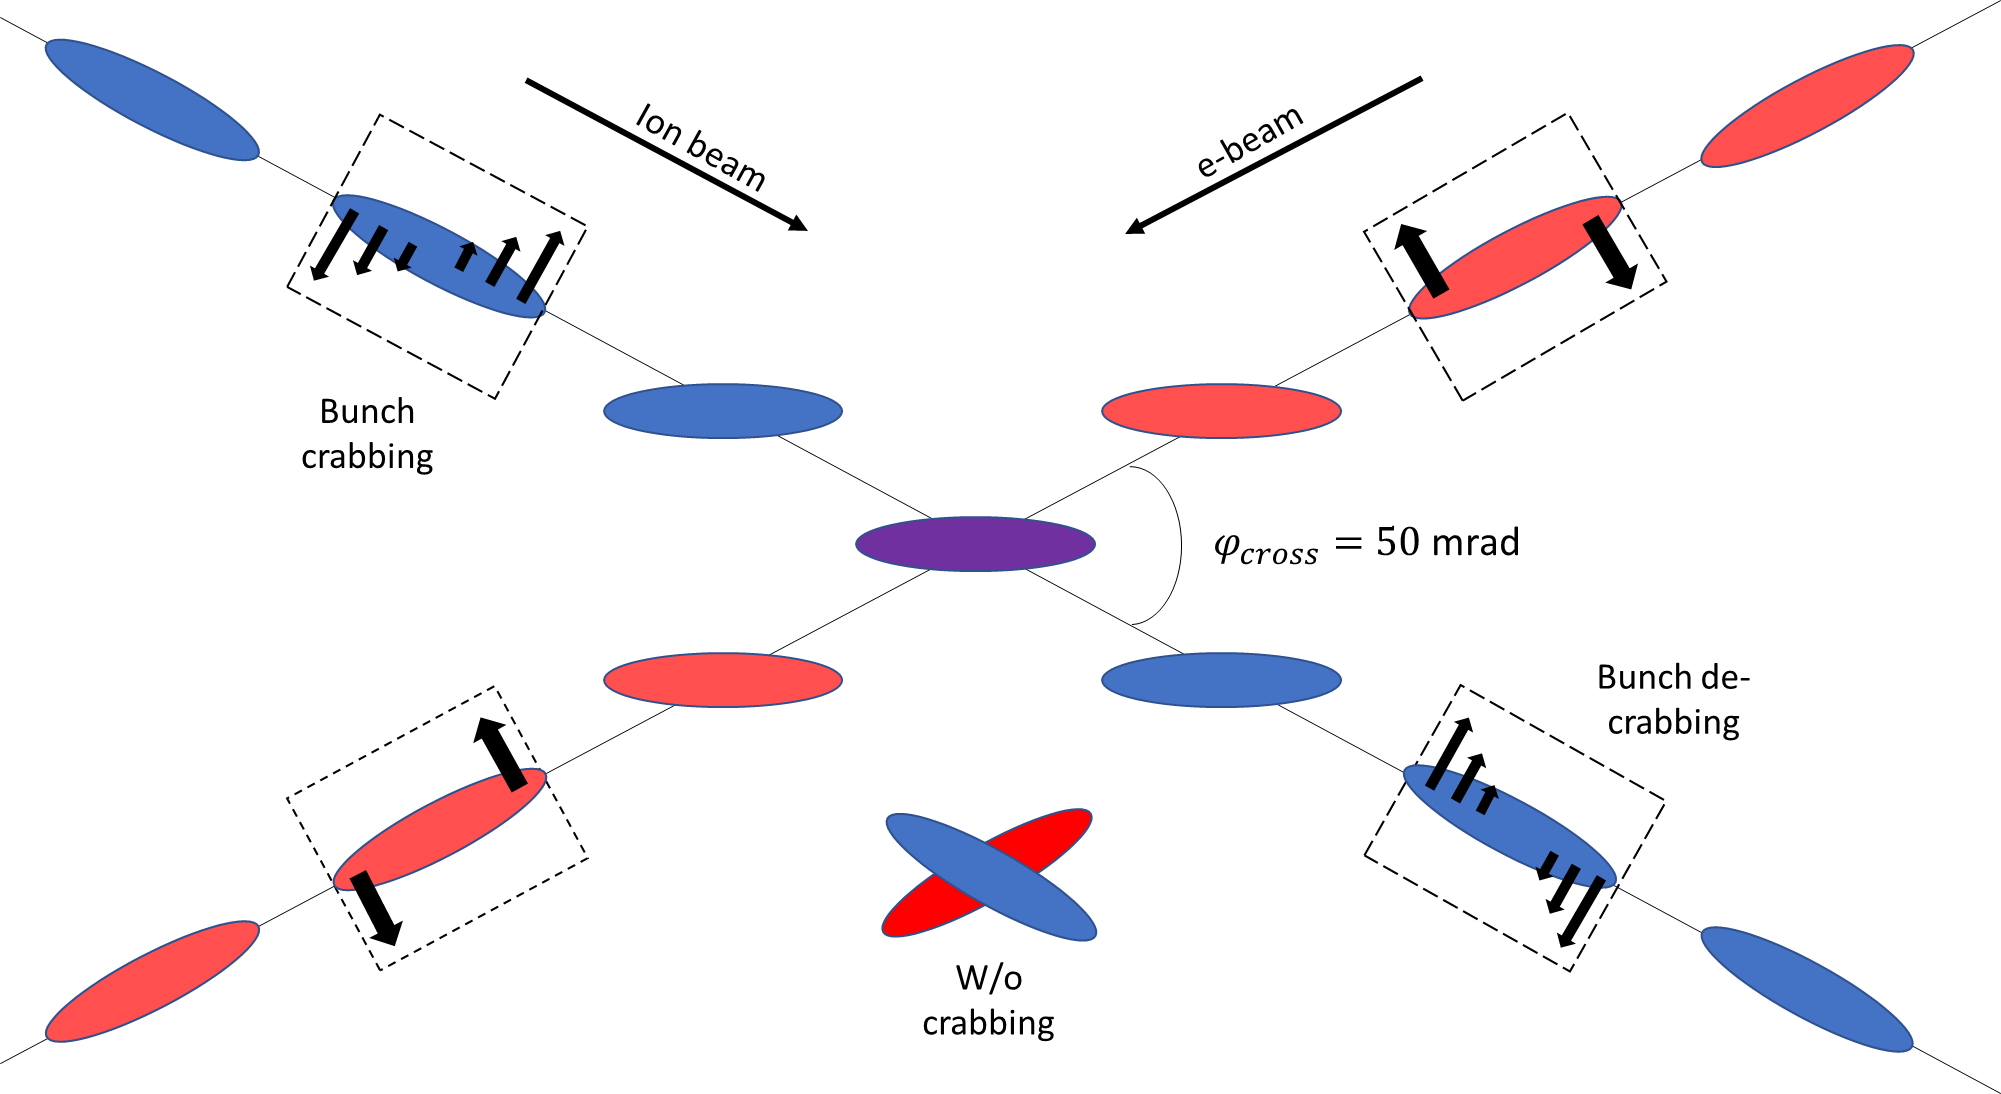 Ion beam
e-beam
Bunch
crabbing
φcross = 50 mrad
Bunch de-
crabbing
W/o
crabbing